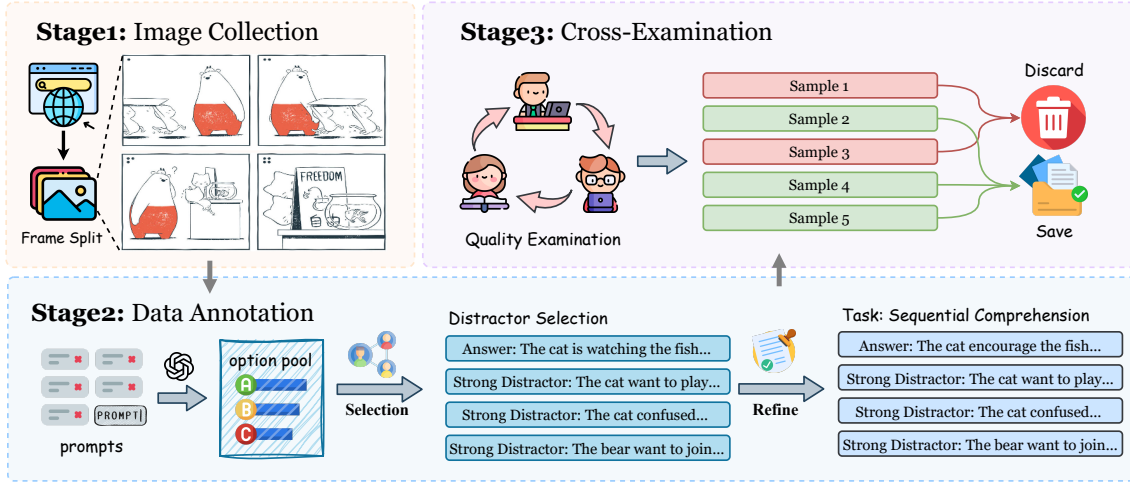 Stage1: Image Collection
Frame Split
FREEDOM
Stage3: Cross-Examination
Quality Examination
Sample 1
Sample 2
Sample 3
Sample 4
Sample 5
Discard
Save
Stage2: Data Annotation
PROMPT
prompts
option pool
A
B
C
Selection
Distractor Selection
Answer: The cat is watching the fish...
Strong Distractor: The cat want to play...
Strong Distractor: The cat confused...
Strong Distractor: The bear want to join...
Refine
Task: Sequential Comprehension
Answer: The cat encourage the fish...
Strong Distractor: The cat want to play...
Strong Distractor: The cat confused...
Strong Distractor: The bear want to join...